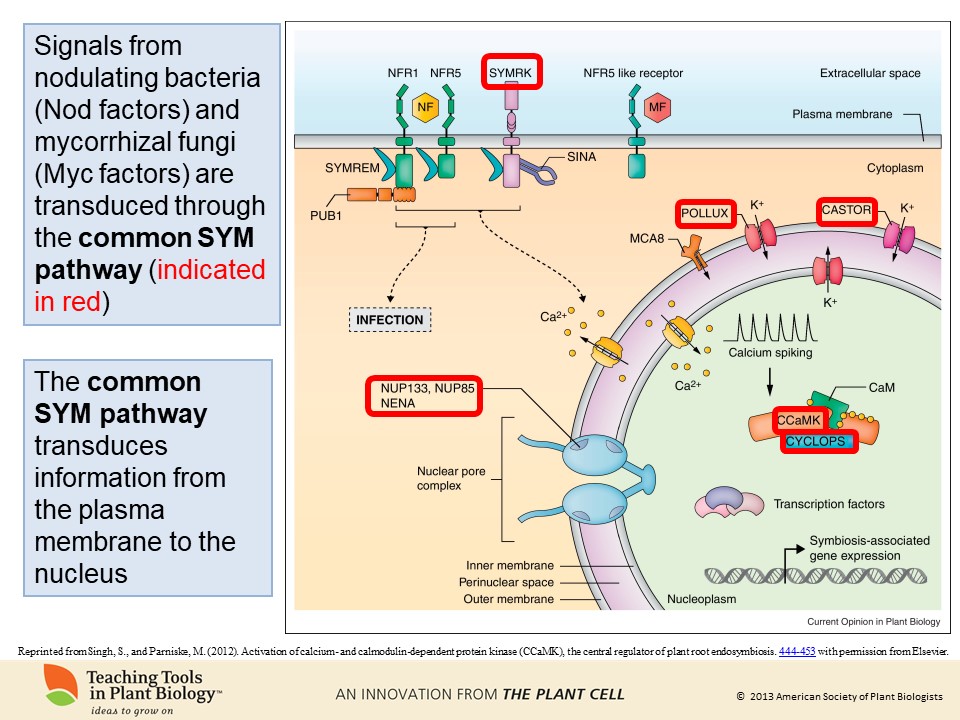 Signals from
nodulating bacteria
(Nod factors) and
mycorrhizal fungi
(Myc factors) are
transduced through
the common SYM
pathway (indicated
in red)
The common
SYM pathway
transduces
information from
the plasma
membrane to the
nucleus
NFR1 NFR5
SYMRK
NFR5 like receptor
Extracellular space
NF
MF
Plasma membrane
SYMREM
SINA
Cytoplasm
PUB1
POLLUX
K+
CASTOR
K+
MCA8
K+
INFECTION
Ca2+
Calcium spiking
Ca2+
NUP133, NUP85
NENA
CaM
CCaMK
CYCLOPS
Nuclear pore
complex
Transcription factors
Symbiosis-associated
gene expression
Inner membrane
Perinuclear space
Outer membrane
Nucleoplasm
Current Opinion in Plant Biology
Reprinted from Singh, S., and Parniske, M. (2012). Activation of calcium- and calmodulin-dependent protein kinase (CCaMK), the central regulator of plant root endosymbiosis. 444-453 with permission from Elsevier.
Teaching Tools
in Plant Biology™
ideas to grow on
AN INNOVATION FROM THE PLANT CELL
© 2013 American Society of Plant Biologists